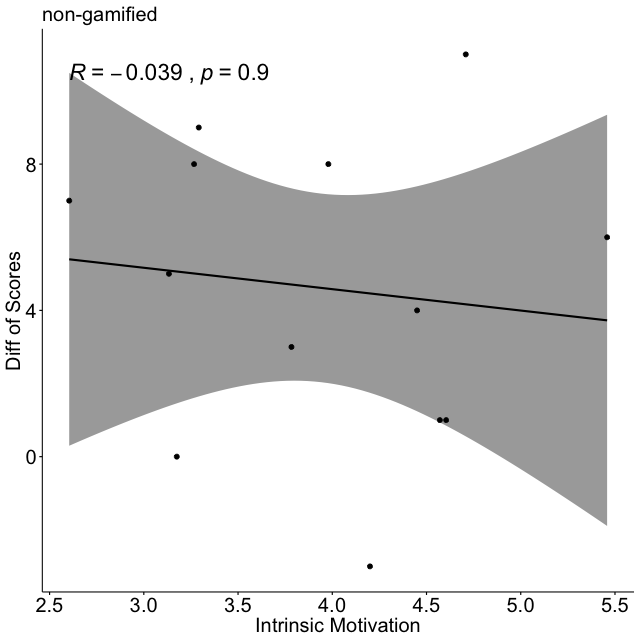 non-gamified
R = −0.039 , p = 0.9
8
4
0
Diff of Scores
2.5 3.0 3.5 4.0 4.5 5.0 5.5
Intrinsic Motivation